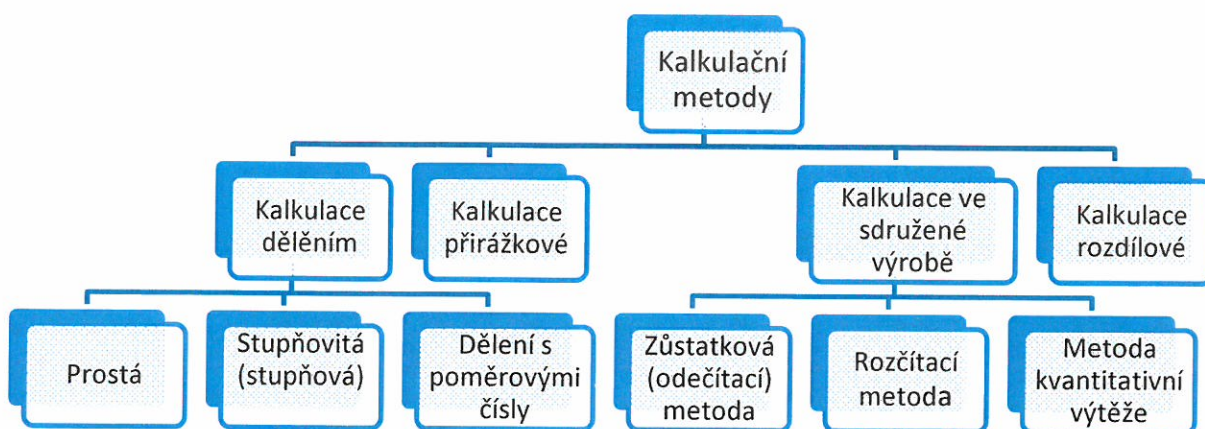 Kalkulační
metody
Kalkulace
dělěním
Kalkulace
přirážkové
Kalkulace ve
sdružené
výrobě
Kalkulace
rozdílové
Prostá
Stupňovitá
(stupňová)
Dělení s
poměrovými
čísly
Zůstatková
(odečítací)
metoda
Rozčítací
metoda
Metoda
kvantitativní
výtěže